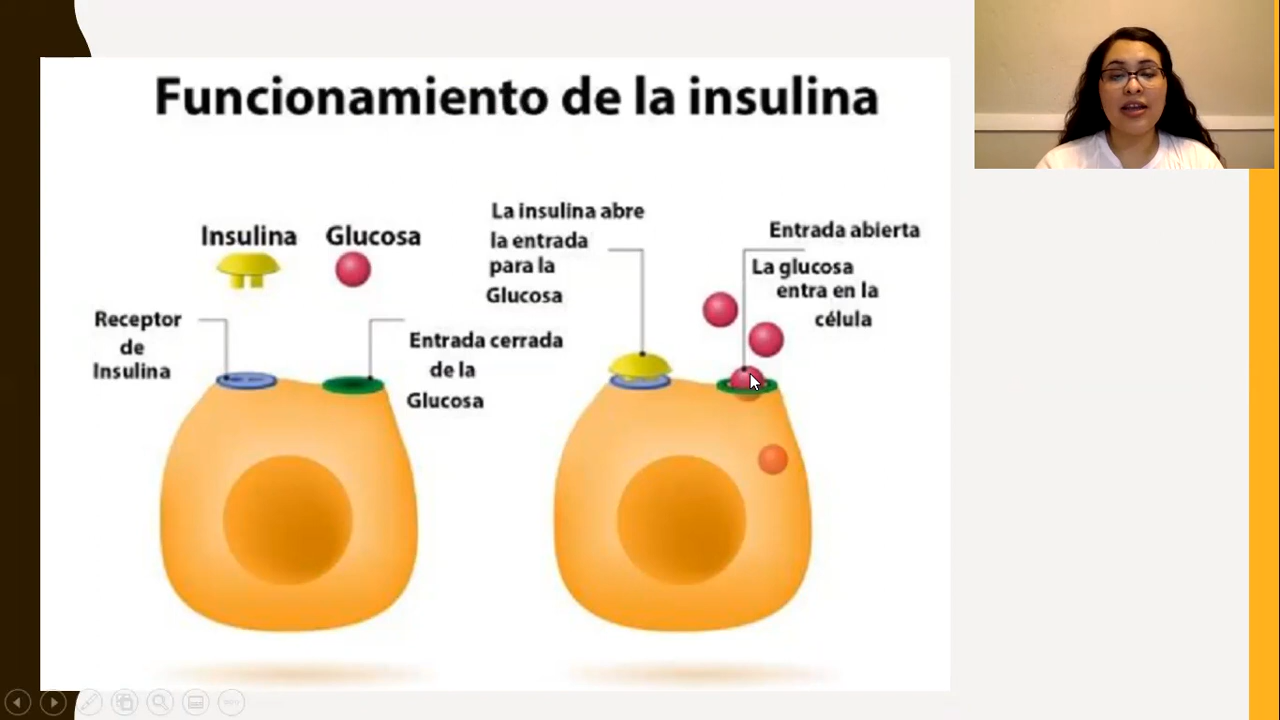 Funcionamiento de la insulina
Insulina
Glucosa
Receptor
de
Insulina
Entrada cerrada
de la
Glucosa
La insulina abre
la entrada
para la
Glucosa
Entrada abierta
La glucosa
entra en la
célula